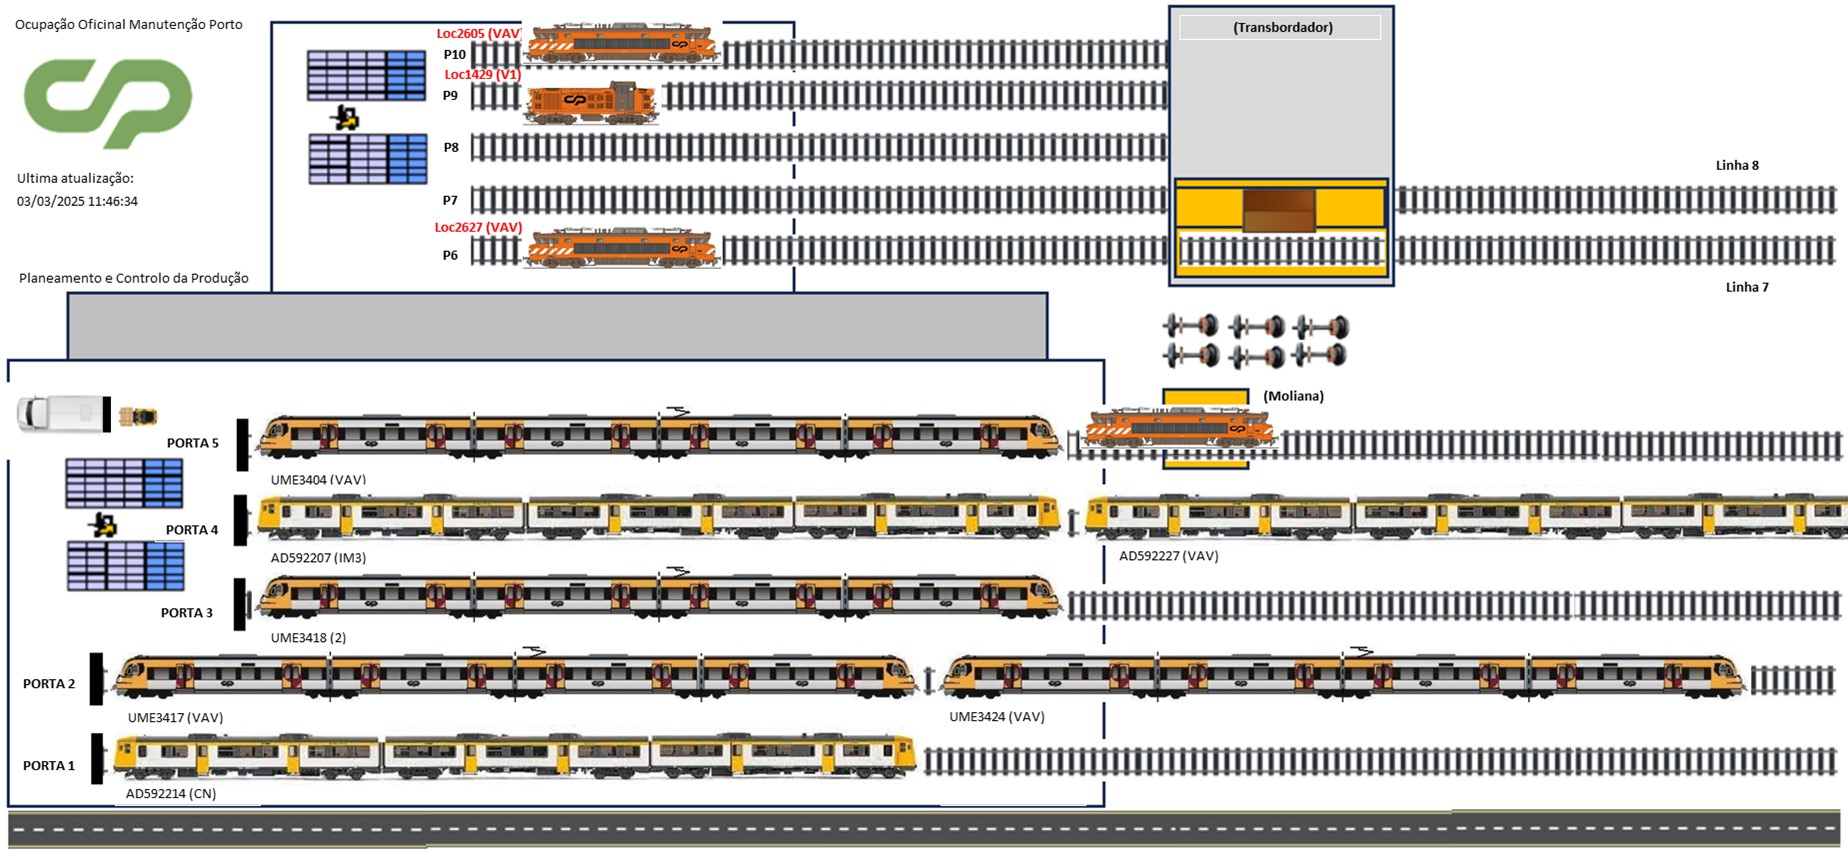 Ocupação Oficinal Manutenção Porto
CP
Ultima atualização:
03/03/2025 11:46:34
Planeamento e Controlo da Produção
Loc2605 (VAV)
P10
Loc1429 (V1)
P9
P8
P7
Loc2627 (VAV)
P6
(Transbordador)
Linha 8
Linha 7
(Moliana)
PORTA 5
UME3404 (VAV)
PORTA 4
AD592207 (IM3)
AD592227 (VAV)
PORTA 3
UME3418 (2)
PORTA 2
UME3417 (VAV)
UME3424 (VAV)
PORTA 1
AD592214 (CN)